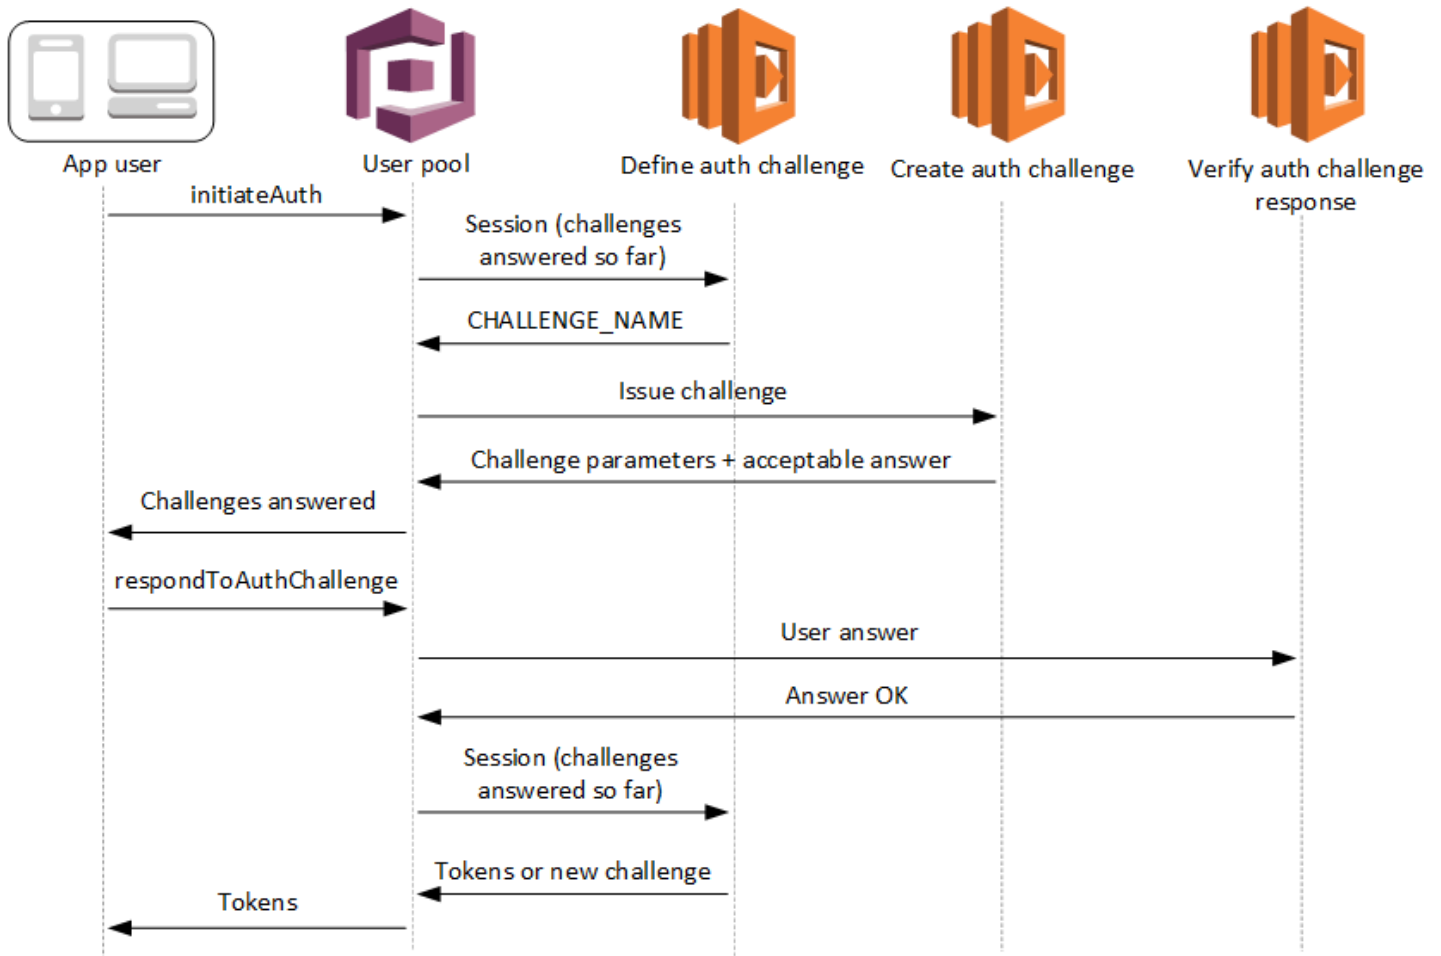 App user
User pool
Define auth challenge
Create auth challenge
Verify auth challenge
response
initiateAuth
Session (challenges
answered so far)
CHALLENGE_NAME
Issue challenge
Challenge parameters + acceptable answer
Challenges answered
respondToAuthChallenge
User answer
Answer OK
Session (challenges
answered so far)
Tokens or new challenge
Tokens